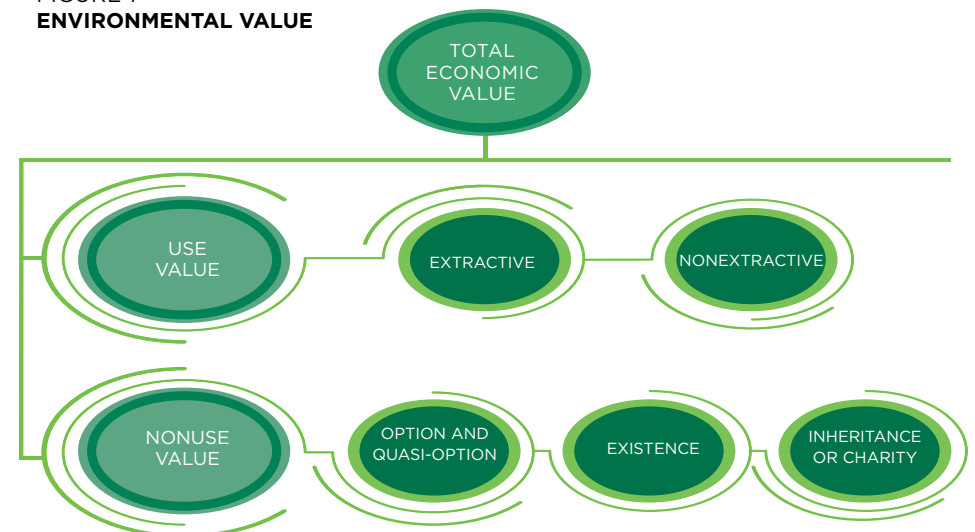 ENVIRONMENTAL VALUE
TOTAL
ECONOMIC
VALUE
USE
VALUE
EXTRACTIVE
NONEXTRACTIVE
NONUSE
VALUE
OPTION AND
QUASI-OPTION
EXISTENCE
INHERITANCE
OR CHARITY